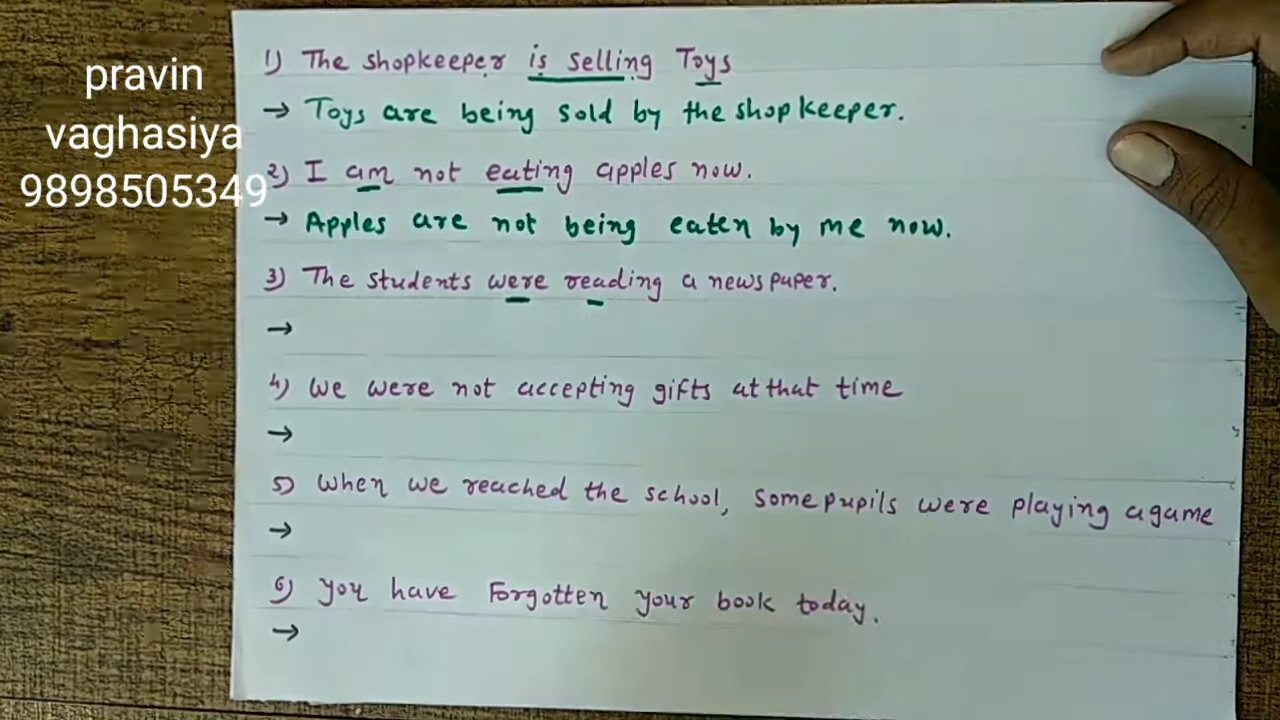 pravin
vaghasiya
9898505349
1) The shopkeeper is selling Toys
→ Toys are being sold by the shopkeeper.
2) I am not eating apples now.
→ Apples are not being eaten by me now.
3) The students were reading a newspaper.
→
4) We were not accepting gifts at that time
→
5) When we reached the school, some pupils were playing a game
→
6) you have Forgotten your book today.
→